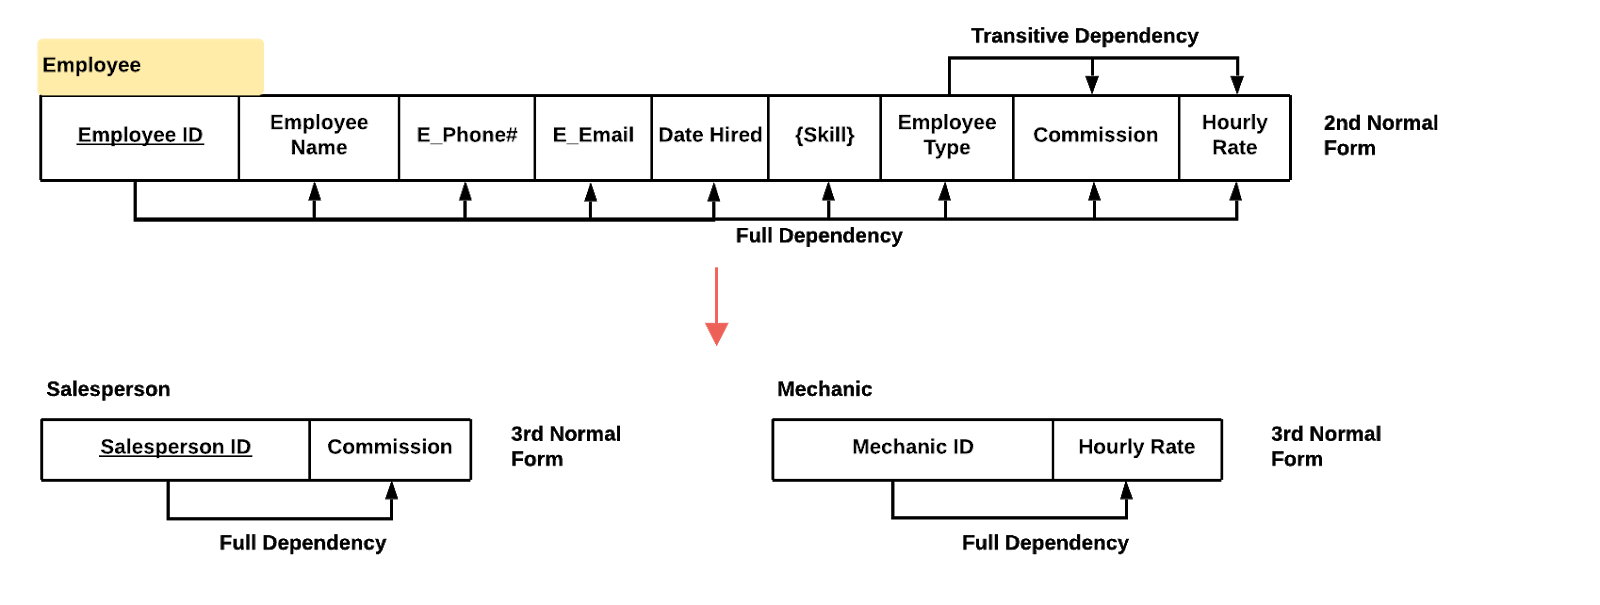 Transitive Dependency
Employee
Employee ID
Employee
Name
E_Phone#
E_Email
Date Hired
{Skill}
Employee
Type
Commission
Hourly
Rate
2nd Normal
Form
Full Dependency
Salesperson
Salesperson ID
Commission
3rd Normal
Form
Full Dependency
Mechanic
Mechanic ID
Hourly Rate
3rd Normal
Form
Full Dependency